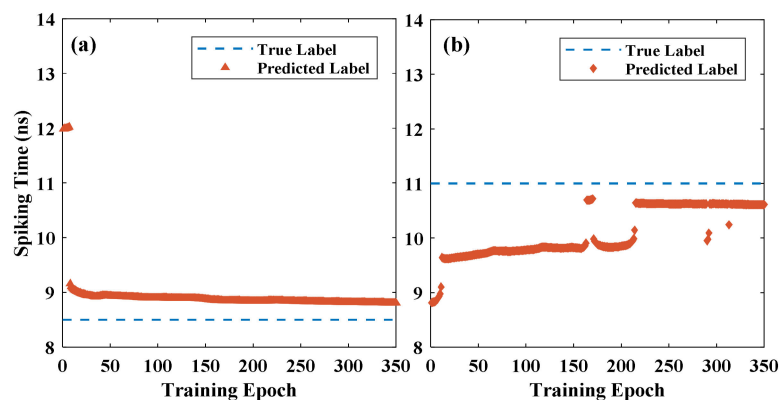 (a)
True Label
Predicted Label
Spiking Time (ns)
14
13
12
11
10
9
8
0 50 100 150 200 250 300 350
Training Epoch
(b)
True Label
Predicted Label
14
13
12
11
10
9
8
0 50 100 150 200 250 300 350
Training Epoch